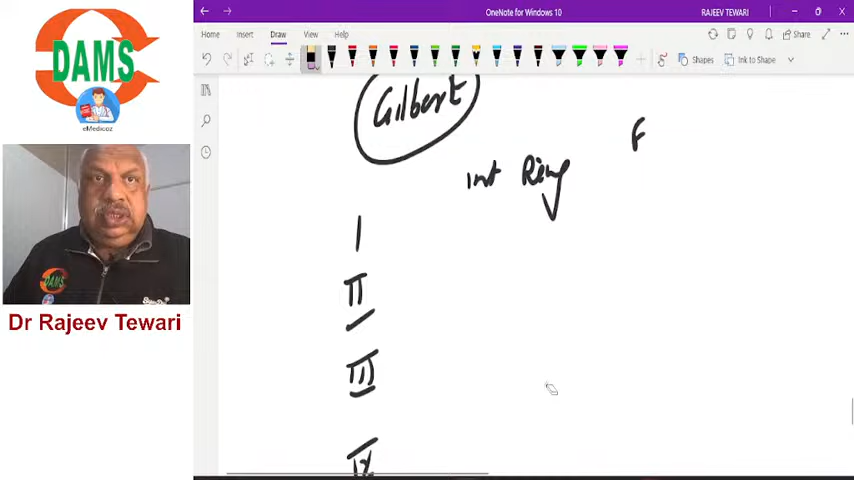 OneNote for Windows 10
RAJEEV TEWARI
Home Insert Draw View Help
Share
Shapes
Ink to Shape
DAMS
eMedicoz
Gilbert
F
int Ring
I
II
III
IV
DAMS
Dr Rajeev Tewari